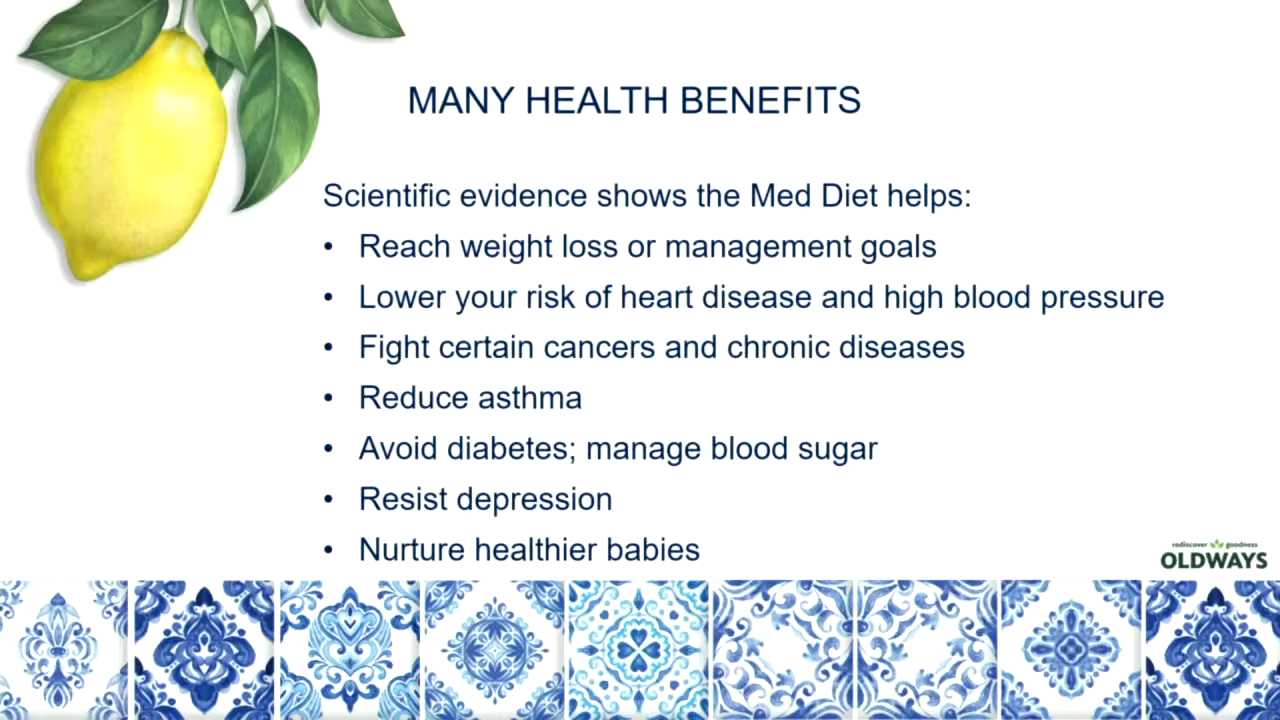 MANY HEALTH BENEFITS
Scientific evidence shows the Med Diet helps:
• Reach weight loss or management goals
• Lower your risk of heart disease and high blood pressure
• Fight certain cancers and chronic diseases
• Reduce asthma
• Avoid diabetes; manage blood sugar
• Resist depression
• Nurture healthier babies
rediscover goodness
OLDWAYS